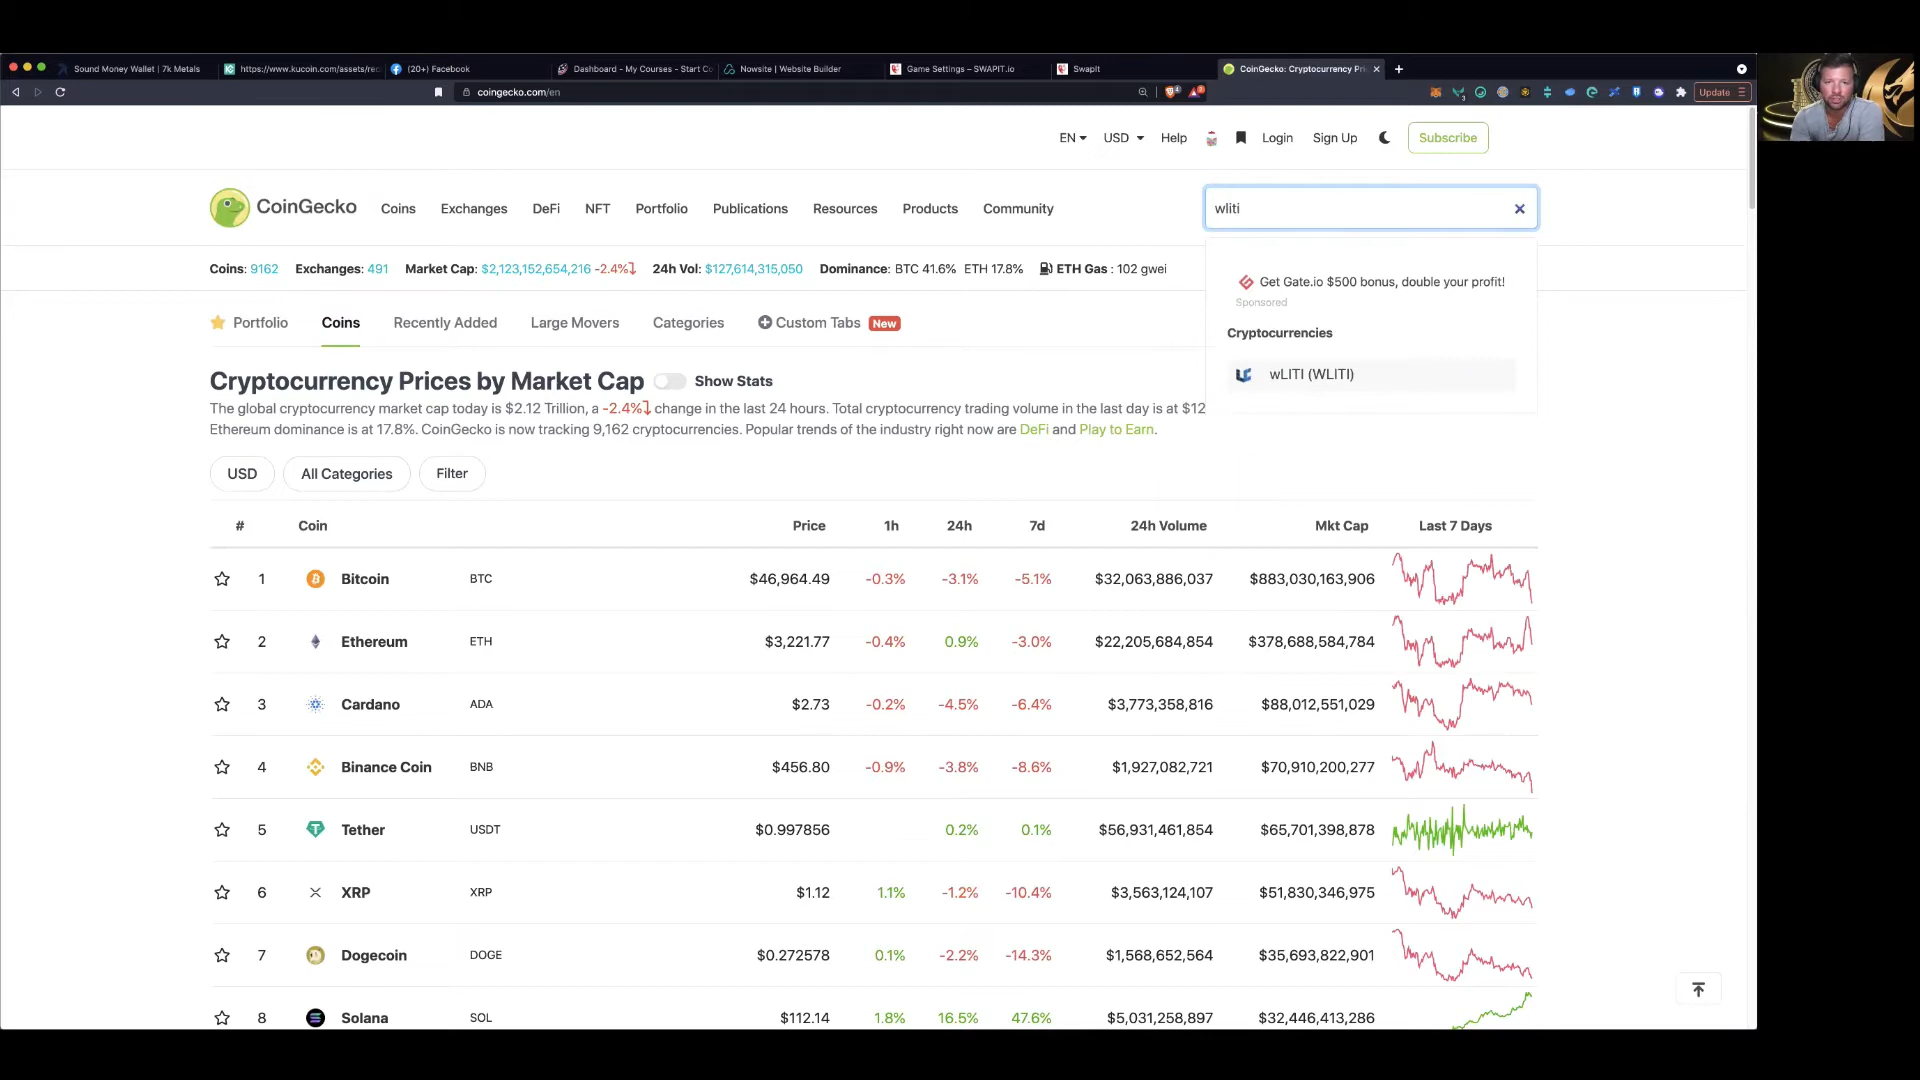 Sound Money Wallet | 7k Metals
https://www.kucoin.com/assets/rec
(20+) Facebook
Dashboard - My Courses - Start Co
Nowsite | Website Builder
Game Settings – SWAPIT.io
SwapIt
CoinGecko: Cryptocurrency Pri
coingecko.com/en
Update
EN
USD
Help
Login
Sign Up
Subscribe
CoinGecko
Coins
Exchanges
DeFi
NFT
Portfolio
Publications
Resources
Products
Community
wliti
Coins: 9162
Exchanges: 491
Market Cap: $2,123,152,654,216 -2.4%
24h Vol: $127,614,315,050
Dominance: BTC 41.6% ETH 17.8%
ETH Gas : 102 gwei
Get Gate.io $500 bonus, double your profit!
Sponsored
Cryptocurrencies
wLITI (WLITI)
Portfolio
Coins
Recently Added
Large Movers
Categories
Custom Tabs New
Cryptocurrency Prices by Market Cap
Show Stats
The global cryptocurrency market cap today is $2.12 Trillion, a -2.4% change in the last 24 hours. Total cryptocurrency trading volume in the last day is at $12
Ethereum dominance is at 17.8%. CoinGecko is now tracking 9,162 cryptocurrencies. Popular trends of the industry right now are DeFi and Play to Earn.
USD
All Categories
Filter
# Coin Price 1h 24h 7d 24h Volume Mkt Cap Last 7 Days
1 Bitcoin BTC $46,964.49 -0.3% -3.1% -5.1% $32,063,886,037 $883,030,163,906
2 Ethereum ETH $3,221.77 -0.4% 0.9% -3.0% $22,205,684,854 $378,688,584,784
3 Cardano ADA $2.73 -0.2% -4.5% -6.4% $3,773,358,816 $88,012,551,029
4 Binance Coin BNB $456.80 -0.9% -3.8% -8.6% $1,927,082,721 $70,910,200,277
5 Tether USDT $0.997856 0.2% 0.1% $56,931,461,854 $65,701,398,878
6 XRP XRP $1.12 1.1% -1.2% -10.4% $3,563,124,107 $51,830,346,975
7 Dogecoin DOGE $0.272578 0.1% -2.2% -14.3% $1,568,652,564 $35,693,822,901
8 Solana SOL $112.14 1.8% 16.5% 47.6% $5,031,258,897 $32,446,413,286